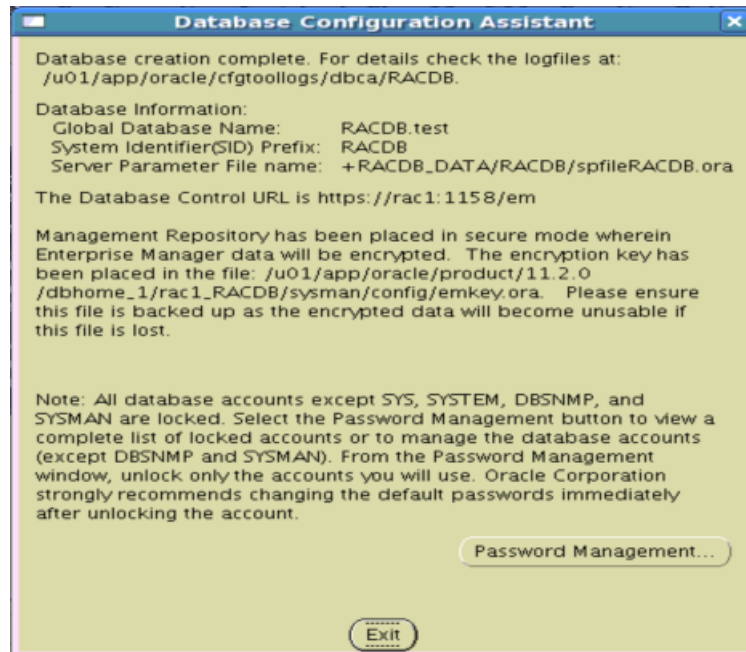 Database Configuration Assistant
Database creation complete. For details check the logfiles at:
/u01/app/oracle/cfgtoollogs/dbca/RACDB.
Database Information:
Global Database Name: RACDB.test
System Identifier(SID) Prefix: RACDB
Server Parameter File name: +RACDB_DATA/RACDB/spfileRACDB.ora
The Database Control URL is https://rac1:1158/em
Management Repository has been placed in secure mode wherein
Enterprise Manager data will be encrypted. The encryption key has
been placed in the file: /u01/app/oracle/product/11.2.0
/dbhome_1/rac1_RACDB/sysman/config/emkey.ora. Please ensure
this file is backed up as the encrypted data will become unusable if
this file is lost.
Note: All database accounts except SYS, SYSTEM, DBSNMP, and
SYSMAN are locked. Select the Password Management button to view a
complete list of locked accounts or to manage the database accounts
(except DBSNMP and SYSMAN). From the Password Management
window, unlock only the accounts you will use. Oracle Corporation
strongly recommends changing the default passwords immediately
after unlocking the account.
Password Management...
Exit